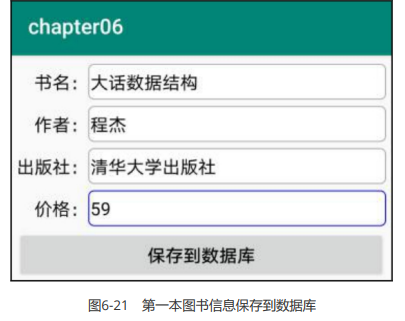 chapter06
书名： 大话数据结构
作者： 程杰
出版社： 清华大学出版社
价格： 59
保存到数据库
图6-21 第一本图书信息保存到数据库